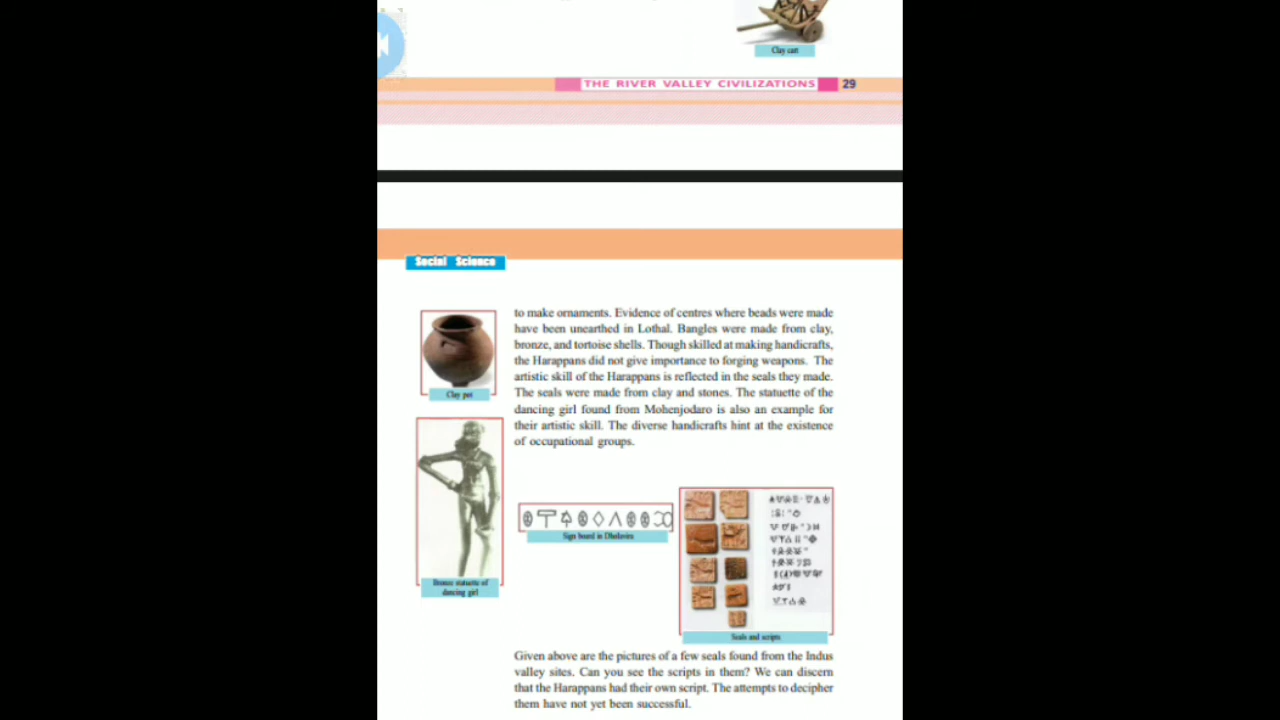 Clay cart
THE RIVER VALLEY CIVILIZATIONS 29
Social Science
to make ornaments. Evidence of centres where beads were made
have been unearthed in Lothal. Bangles were made from clay,
bronze, and tortoise shells. Though skilled at making handicrafts,
the Harappans did not give importance to forging weapons. The
artistic skill of the Harappans is reflected in the seals they made.
The seals were made from clay and stones. The statuette of the
dancing girl found from Mohenjodaro is also an example for
their artistic skill. The diverse handicrafts hint at the existence
of occupational groups.
Clay pot
Bronze statuette of
dancing girl
Sign board in Dholavira
Seals and scripts
Given above are the pictures of a few seals found from the Indus
valley sites. Can you see the scripts in them? We can discern
that the Harappans had their own script. The attempts to decipher
them have not yet been successful.